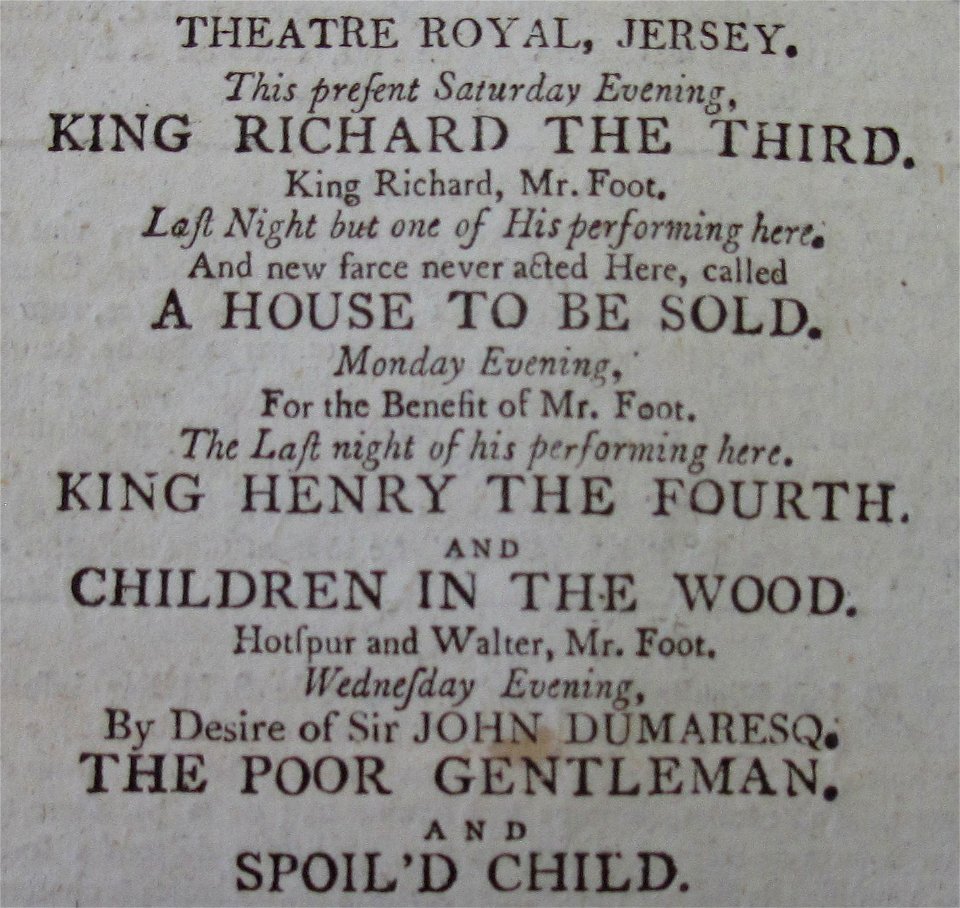 THEATRE ROYAL, JERSEY.
This preſent Saturday Evening,
KING RICHARD THE THIRD.
King Richard, Mr. Foot.
Laſt Night but one of His performing here.
And new farce never acted Here, called
A HOUSE TO BE SOLD.
Monday Evening,
For the Benefit of Mr. Foot.
The Laſt night of his performing here.
KING HENRY THE FOURTH.
AND
CHILDREN IN THE WOOD.
Hotſpur and Walter, Mr. Foot.
Wedneſday Evening,
By Desire of Sir JOHN DUMARESQ.
THE POOR GENTLEMAN.
AND
SPOIL'D CHILD.